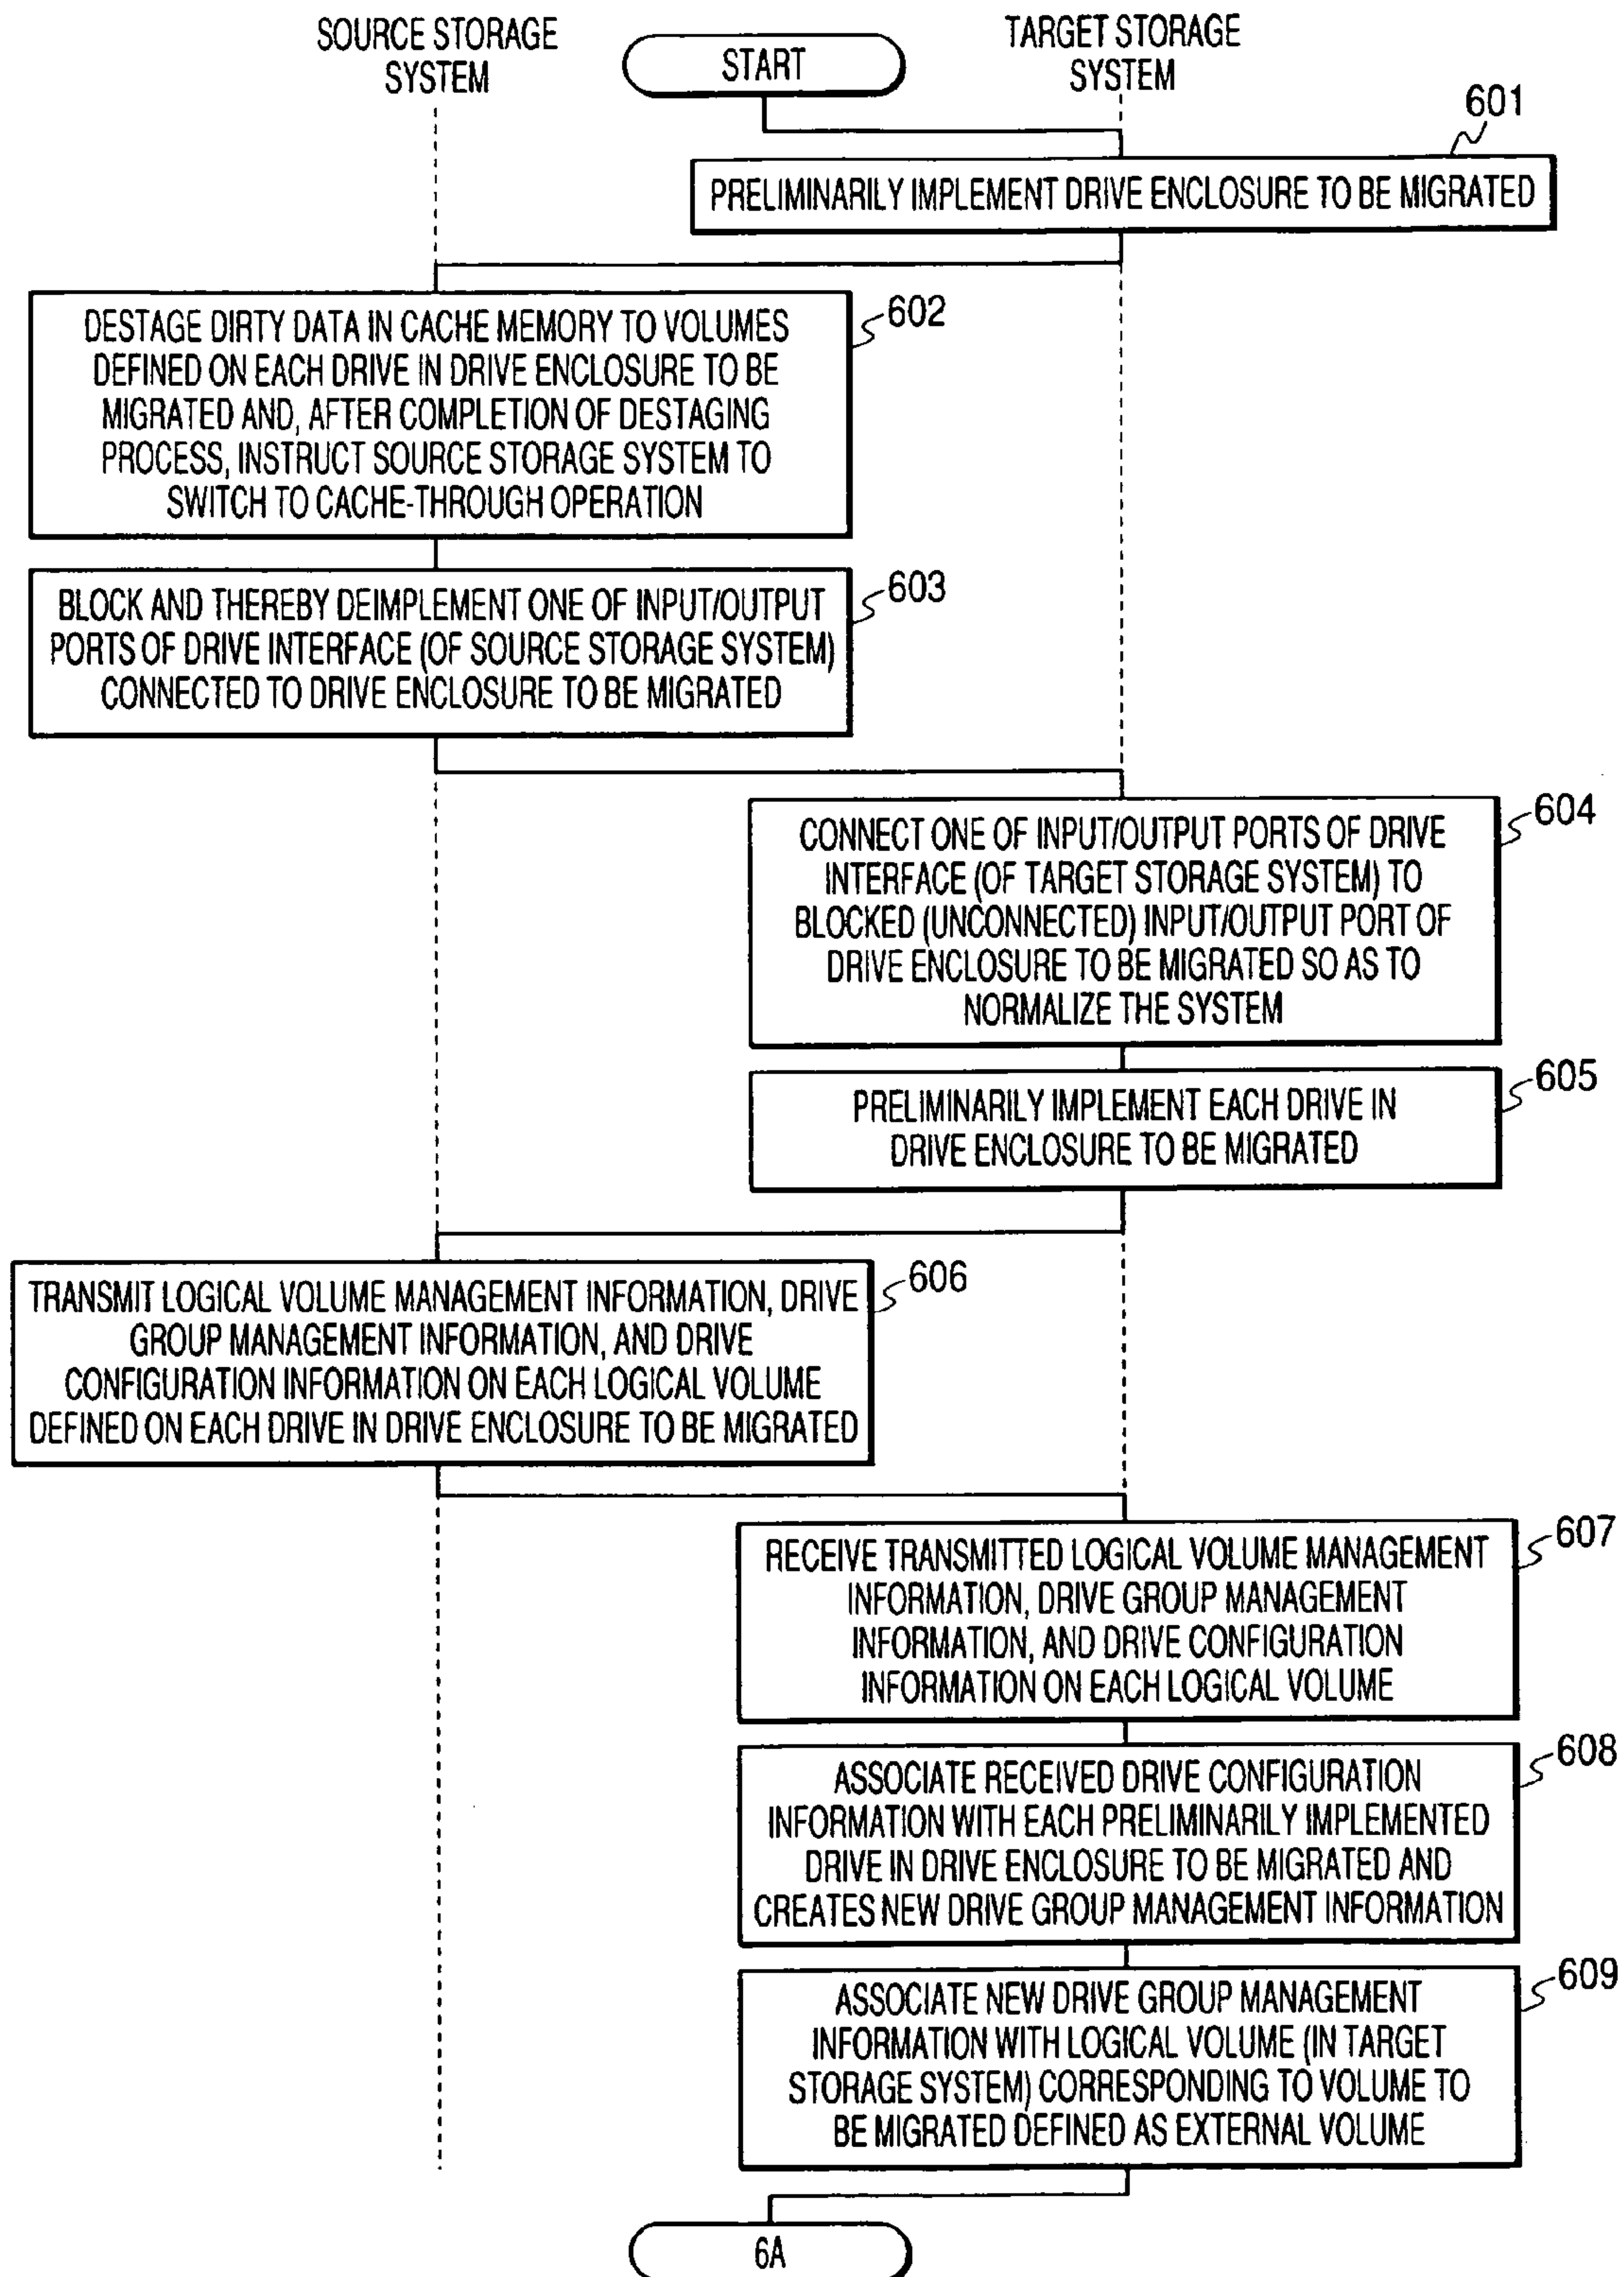 SOURCE STORAGE
SYSTEM
START
TARGET STORAGE
SYSTEM
601
PRELIMINARILY IMPLEMENT DRIVE ENCLOSURE TO BE MIGRATED
602
DESTAGE DIRTY DATA IN CACHE MEMORY TO VOLUMES
DEFINED ON EACH DRIVE IN DRIVE ENCLOSURE TO BE
MIGRATED AND, AFTER COMPLETION OF DESTAGING
PROCESS, INSTRUCT SOURCE STORAGE SYSTEM TO
SWITCH TO CACHE-THROUGH OPERATION
603
BLOCK AND THEREBY DEIMPLEMENT ONE OF INPUT/OUTPUT
PORTS OF DRIVE INTERFACE (OF SOURCE STORAGE SYSTEM)
CONNECTED TO DRIVE ENCLOSURE TO BE MIGRATED
604
CONNECT ONE OF INPUT/OUTPUT PORTS OF DRIVE
INTERFACE (OF TARGET STORAGE SYSTEM) TO
BLOCKED (UNCONNECTED) INPUT/OUTPUT PORT OF
DRIVE ENCLOSURE TO BE MIGRATED SO AS TO
NORMALIZE THE SYSTEM
605
PRELIMINARILY IMPLEMENT EACH DRIVE IN
DRIVE ENCLOSURE TO BE MIGRATED
606
TRANSMIT LOGICAL VOLUME MANAGEMENT INFORMATION, DRIVE
GROUP MANAGEMENT INFORMATION, AND DRIVE
CONFIGURATION INFORMATION ON EACH LOGICAL VOLUME
DEFINED ON EACH DRIVE IN DRIVE ENCLOSURE TO BE MIGRATED
607
RECEIVE TRANSMITTED LOGICAL VOLUME MANAGEMENT
INFORMATION, DRIVE GROUP MANAGEMENT
INFORMATION, AND DRIVE CONFIGURATION
INFORMATION ON EACH LOGICAL VOLUME
608
ASSOCIATE RECEIVED DRIVE CONFIGURATION
INFORMATION WITH EACH PRELIMINARILY IMPLEMENTED
DRIVE IN DRIVE ENCLOSURE TO BE MIGRATED AND
CREATES NEW DRIVE GROUP MANAGEMENT INFORMATION
609
ASSOCIATE NEW DRIVE GROUP MANAGEMENT
INFORMATION WITH LOGICAL VOLUME (IN TARGET
STORAGE SYSTEM) CORRESPONDING TO VOLUME TO
BE MIGRATED DEFINED AS EXTERNAL VOLUME
6A